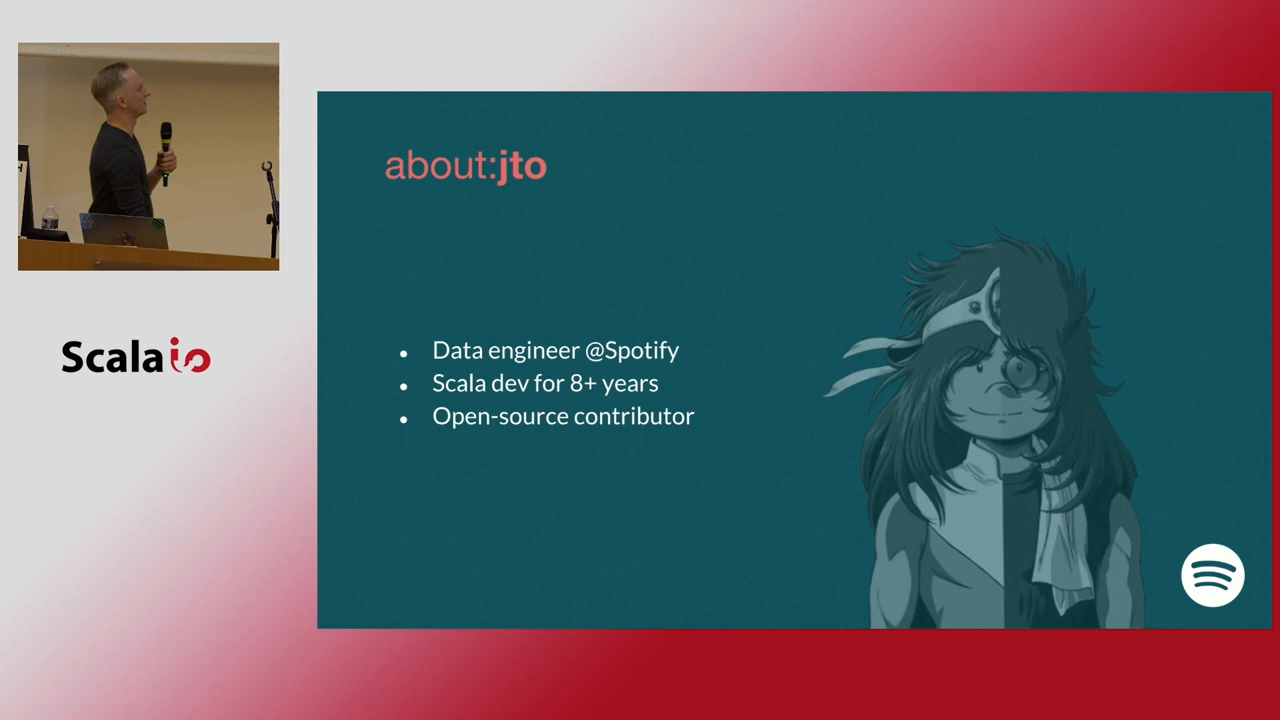 Scala io
about:jto
Data engineer @Spotify
Scala dev for 8+ years
Open-source contributor